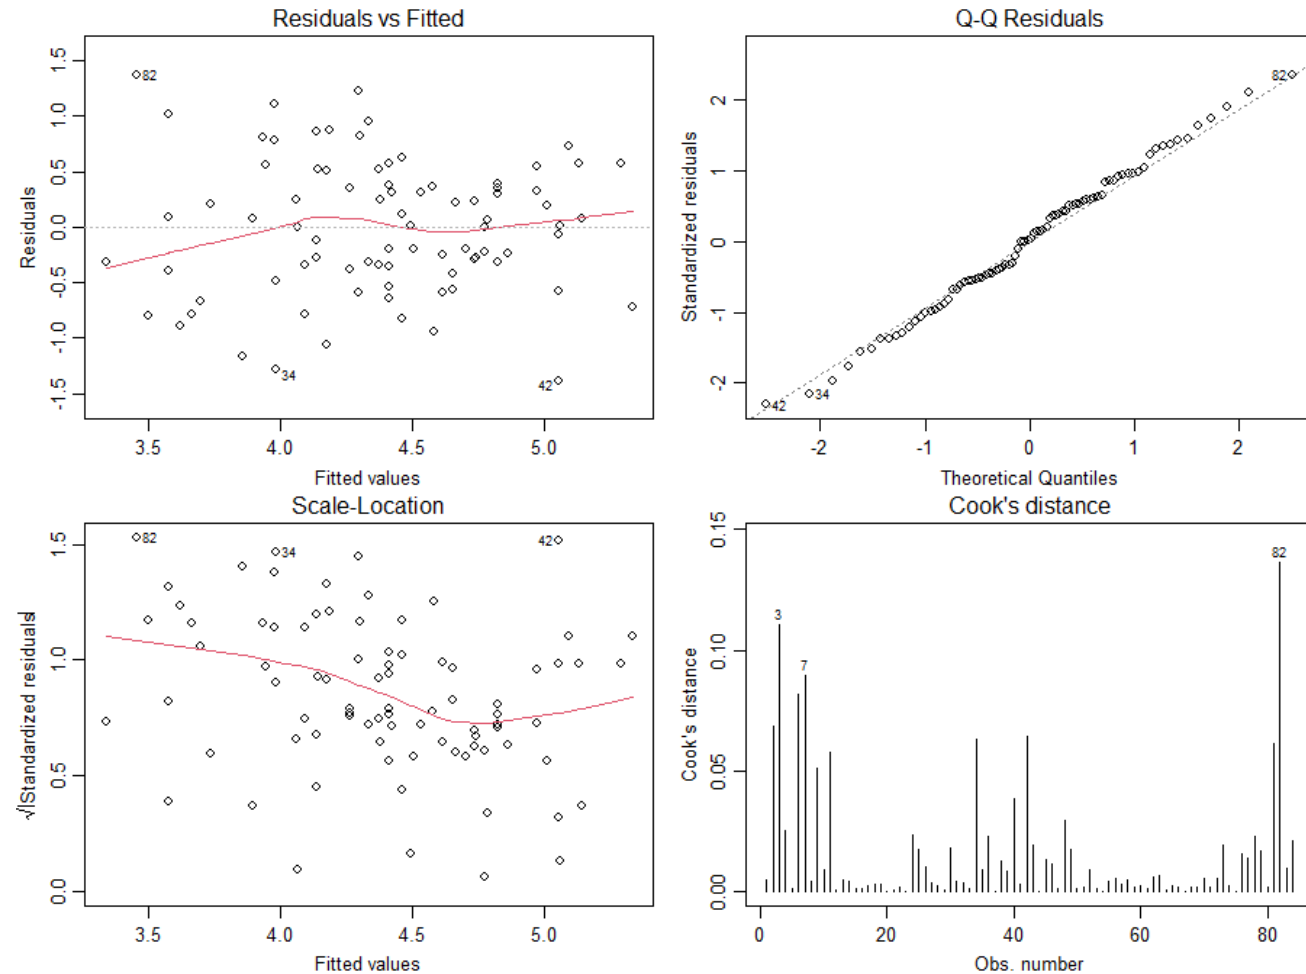 Residuals vs Fitted
Residuals
1.5
1.0
0.5
0.0
-0.5
-1.0
-1.5
82
34
42
3.5 4.0 4.5 5.0
Fitted values
Q-Q Residuals
Standardized residuals
2
1
0
-1
-2
82
42
34
-2 -1 0 1 2
Theoretical Quantiles
Scale-Location
√|Standardized residuals|
1.5
1.0
0.5
0.0
82
34
42
3.5 4.0 4.5 5.0
Fitted values
Cook's distance
Cook's distance
0.15
0.10
0.05
0.00
3
7
82
0 20 40 60 80
Obs. number